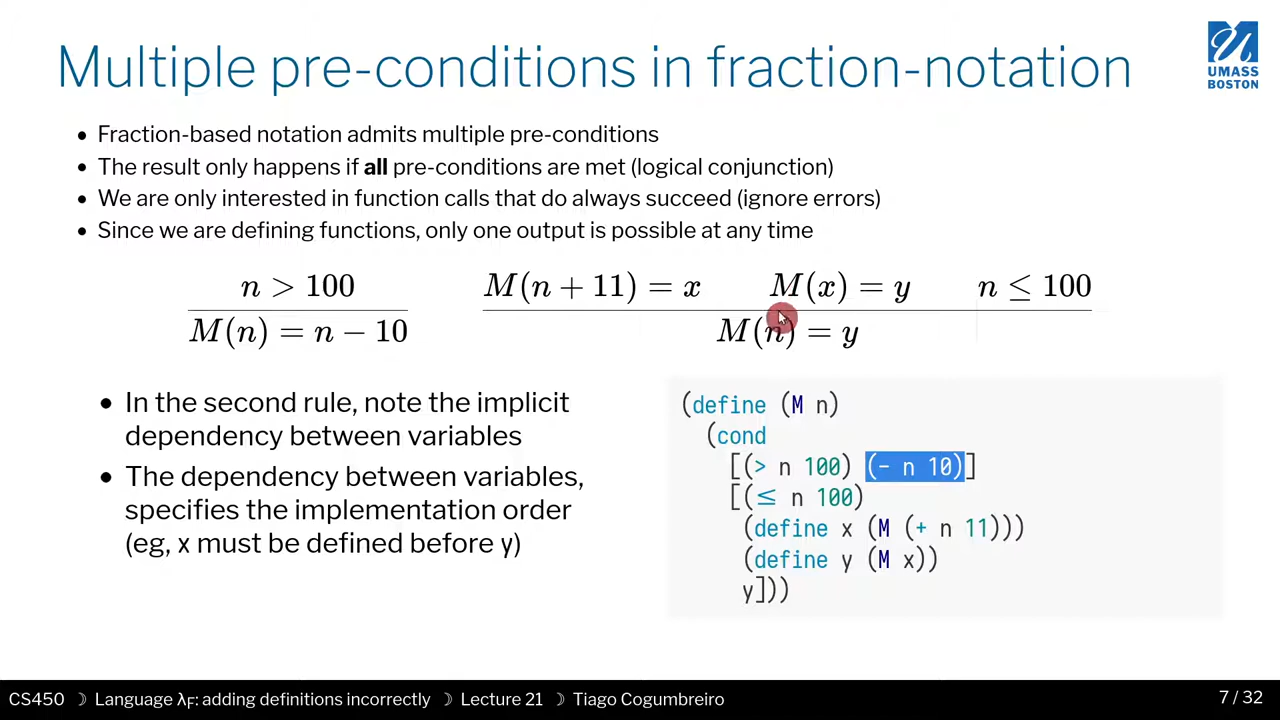 Multiple pre-conditions in fraction-notation
UMASS
BOSTON
• Fraction-based notation admits multiple pre-conditions
• The result only happens if all pre-conditions are met (logical conjunction)
• We are only interested in function calls that do always succeed (ignore errors)
• Since we are defining functions, only one output is possible at any time
n > 100
M(n) = n − 10
M(n + 11) = x M(x) = y n ≤ 100
M(n) = y
• In the second rule, note the implicit
dependency between variables
• The dependency between variables,
specifies the implementation order
(eg, x must be defined before y)
(define (M n)
(cond
[(> n 100) (- n 10)]
[(≤ n 100)
(define x (M (+ n 11)))
(define y (M x))
y]))
CS450 ☽ Language λF: adding definitions incorrectly ☽ Lecture 21 ☽ Tiago Cogumbreiro
7 / 32